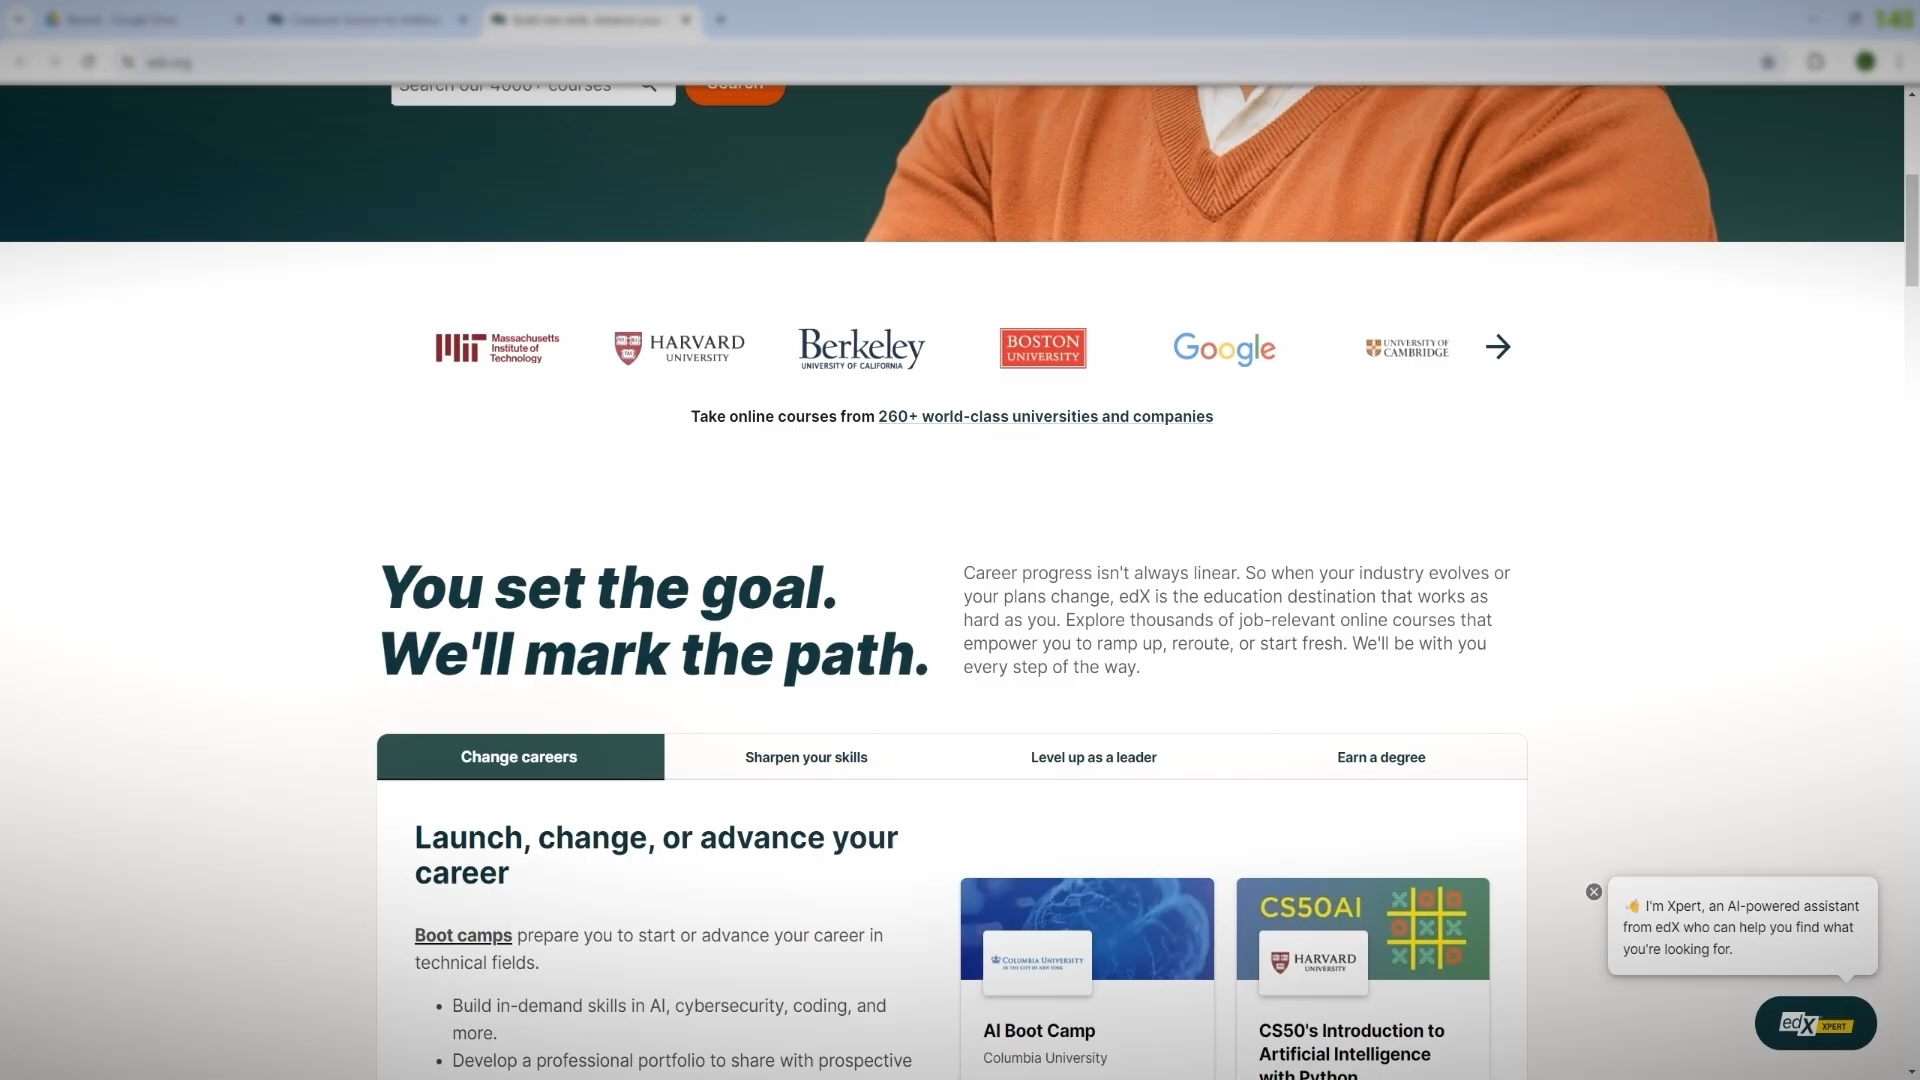 143
edx.org
Search our 4000+ courses
Search
Massachusetts
Institute of
Technology
HARVARD
UNIVERSITY
Berkeley
UNIVERSITY OF CALIFORNIA
BOSTON
UNIVERSITY
Google
UNIVERSITY OF
CAMBRIDGE
Take online courses from 260+ world-class universities and companies
You set the goal.
We'll mark the path.
Career progress isn't always linear. So when your industry evolves or
your plans change, edX is the education destination that works as
hard as you. Explore thousands of job-relevant online courses that
empower you to ramp up, reroute, or start fresh. We'll be with you
every step of the way.
Change careers
Sharpen your skills
Level up as a leader
Earn a degree
Launch, change, or advance your
career
Boot camps prepare you to start or advance your career in
technical fields.
• Build in-demand skills in AI, cybersecurity, coding, and
more.
• Develop a professional portfolio to share with prospective
COLUMBIA UNIVERSITY
IN THE CITY OF NEW YORK
AI Boot Camp
Columbia University
CS50AI
HARVARD
UNIVERSITY
CS50's Introduction to
Artificial Intelligence
with Python
👋 I'm Xpert, an AI-powered assistant
from edX who can help you find what
you're looking for.
edX XPERT